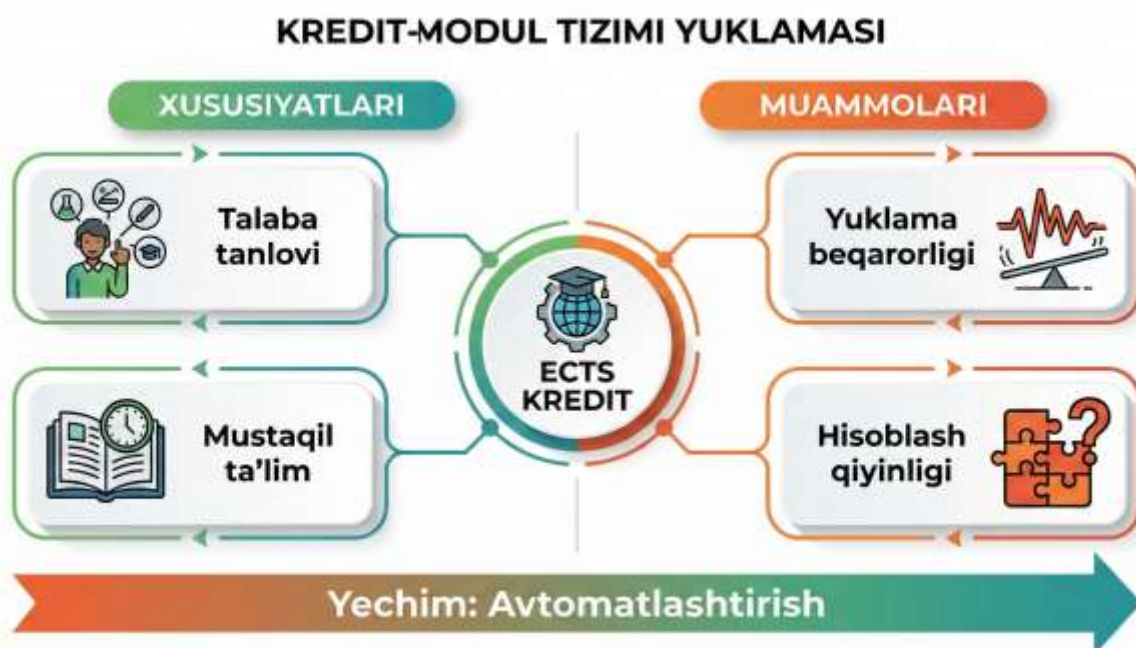 KREDIT-MODUL TIZIMI YUKLAMASI
XUSUSIYATLARI
Talaba
tanlovi
Mustaqil
ta'lim
ECTS
KREDIT
MUAMMOLARI
Yuklama
beqarorligi
Hisoblash
qiyinligi
?
Yechim: Avtomatlashtirish